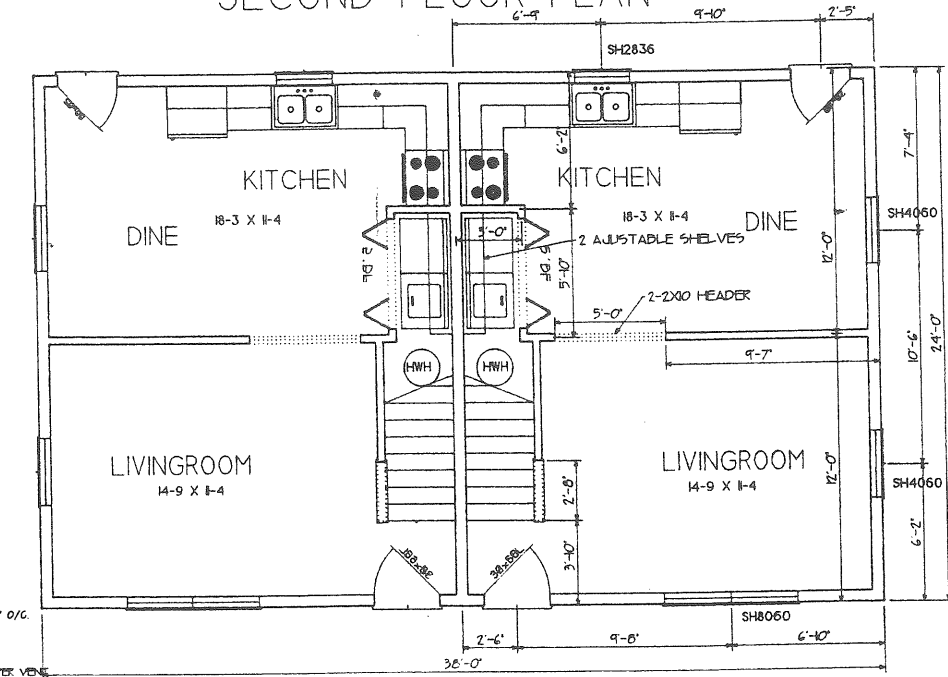 SECOND FLOOR PLAN
6'-9"
9'-10"
2'-5"
SH2836
KITCHEN
18-3 X 11-4
DINE
6'-2"
KITCHEN
18-3 X 11-4
DINE
7'-4"
SH4060
5'-0"
2 AJUSTABLE SHELVES
5'-10"
12'-0"
2-2X10 HEADER
5'-0"
9'-7"
10'-6"
24'-0"
HWH
HWH
LIVINGROOM
14-9 X 11-4
LIVINGROOM
14-9 X 11-4
2'-8"
12'-0"
SH4060
3'-10"
6'-2"
O/C.
SH8060
2'-6"
9'-8"
6'-10"
38'-0"
VENT